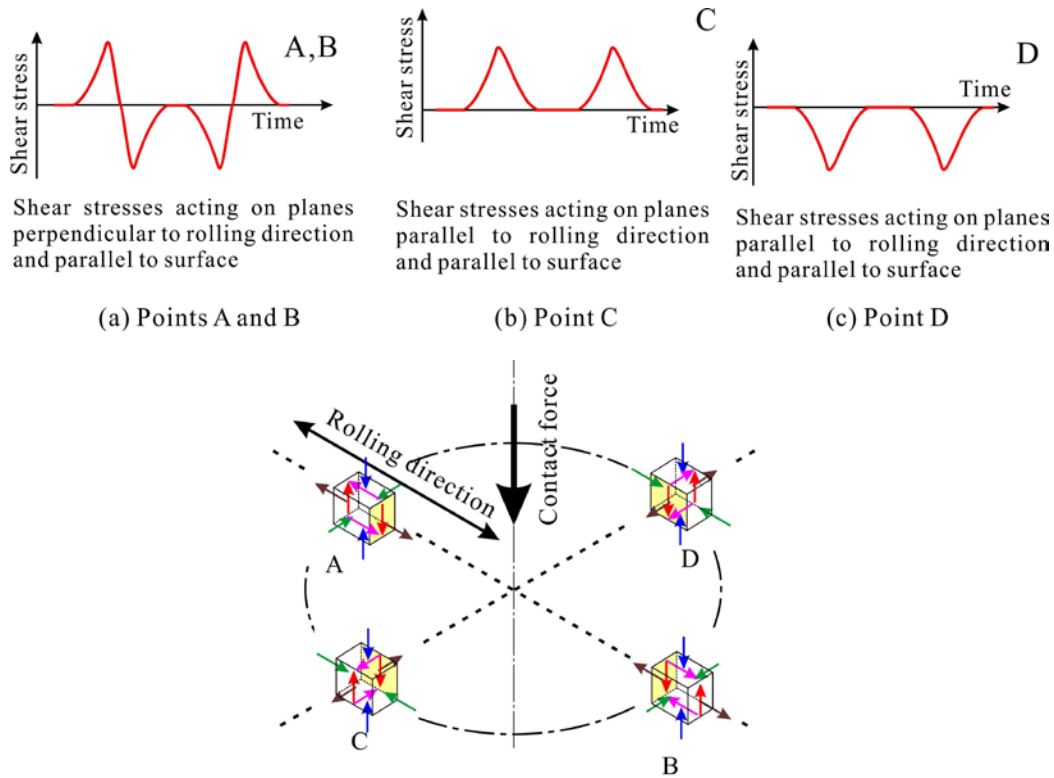 Shear stress
A,B
Time
Shear stresses acting on planes
perpendicular to rolling direction
and parallel to surface
(a) Points A and B
Shear stress
C
Time
Shear stresses acting on planes
parallel to rolling direction
and parallel to surface
(b) Point C
Shear stress
D
Time
Shear stresses acting on planes
parallel to rolling direction
and parallel to surface
(c) Point D
Rolling direction
Contact force
A
D
C
B